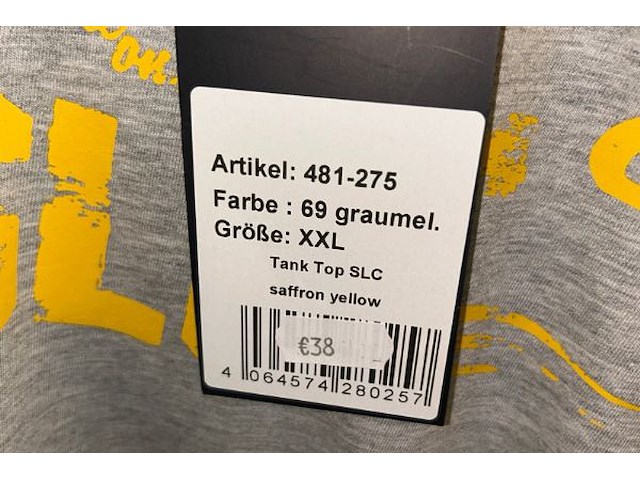 Artikel: 481-275
Farbe : 69 graumel.
Größe: XXL
Tank Top SLC
saffron yellow
€38
4 064574 280257